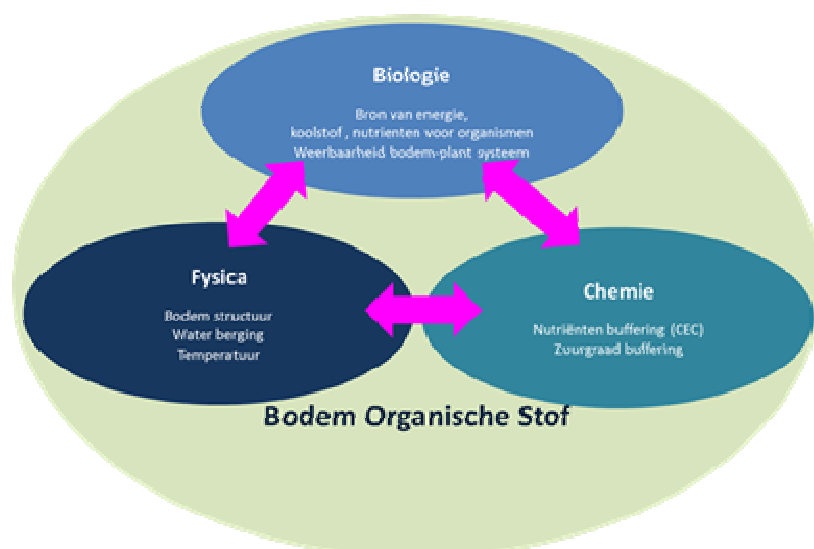 Biologie
Bron van energie,
koolstof , nutrienten voor organismen
Weerbaarheid bodem-plant systeem
Fysica
Bodem structuur
Water berging
Temperatuur
Chemie
Nutriënten buffering (CEC)
Zuurgraad buffering
Bodem Organische Stof